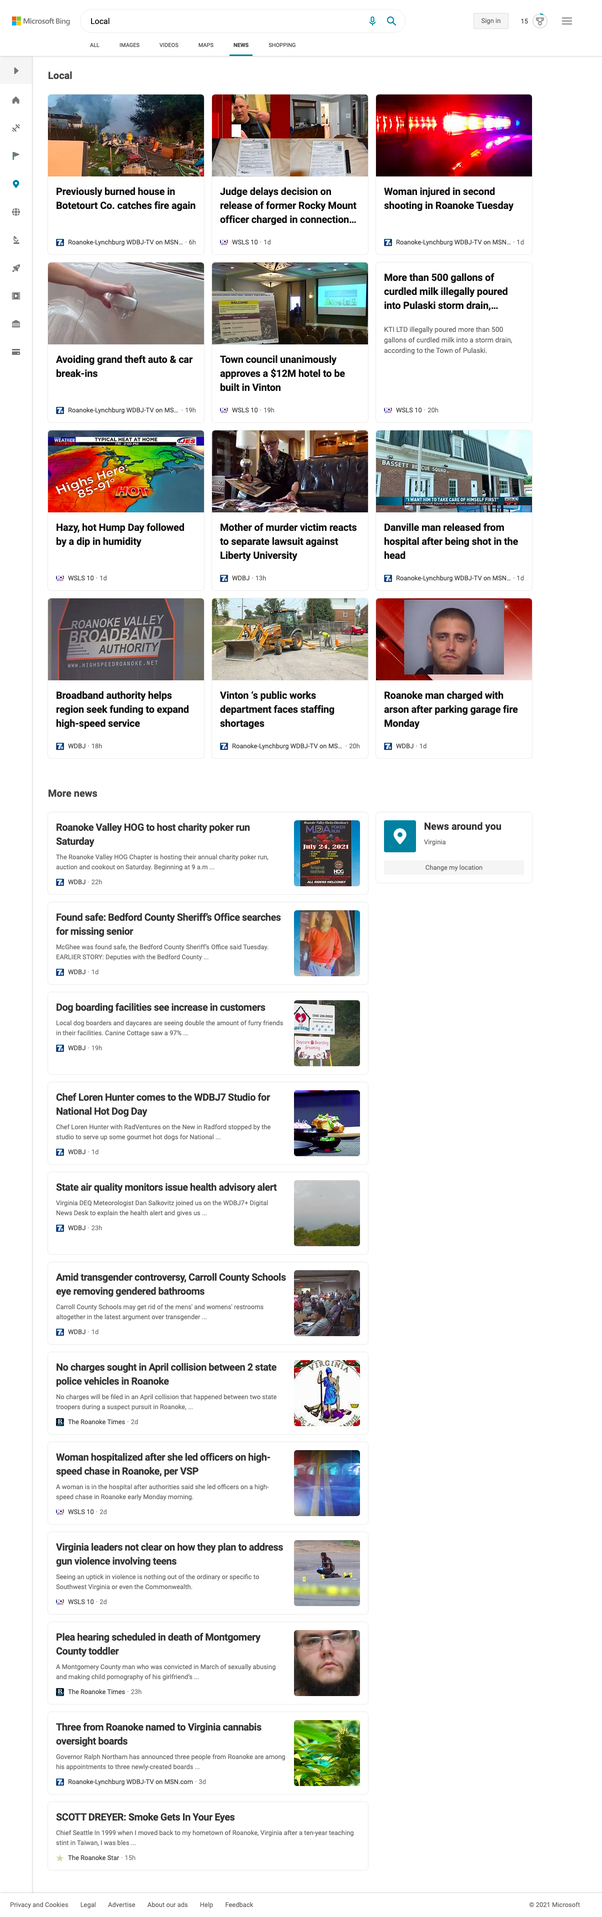 Microsoft Bing
Local
Sign in
15
ALL IMAGES VIDEOS MAPS NEWS SHOPPING
Local
Previously burned house in
Botetourt Co. catches fire again
Roanoke-Lynchburg WDBJ-TV on MSN... · 6h
Judge delays decision on
release of former Rocky Mount
officer charged in connection...
WSLS 10 · 1d
Woman injured in second
shooting in Roanoke Tuesday
Roanoke-Lynchburg WDBJ-TV on MSN... · 1d
Avoiding grand theft auto & car
break-ins
Roanoke-Lynchburg WDBJ-TV on MS... · 19h
WELCOME
Town council unanimously
approves a $12M hotel to be
built in Vinton
WSLS 10 · 19h
More than 500 gallons of
curdled milk illegally poured
into Pulaski storm drain,...
KTI LTD illegally poured more than 500
gallons of curdled milk into a storm drain,
according to the Town of Pulaski.
WSLS 10 · 20h
WEATHER TYPICAL HEAT AT HOME
Highs Here:
85-91°
HOT
Hazy, hot Hump Day followed
by a dip in humidity
WSLS 10 · 1d
Mother of murder victim reacts
to separate lawsuit against
Liberty University
WDBJ · 13h
BASSETT RESCUE SQUAD
"I WANT HIM TO TAKE CARE OF HIMSELF FIRST"
Danville man released from
hospital after being shot in the
head
Roanoke-Lynchburg WDBJ-TV on MSN... · 1d
ROANOKE VALLEY
BROADBAND
AUTHORITY
WWW.HIGHSPEEDROANOKE.NET
Broadband authority helps
region seek funding to expand
high-speed service
WDBJ · 18h
Vinton 's public works
department faces staffing
shortages
Roanoke-Lynchburg WDBJ-TV on MS... · 20h
Roanoke man charged with
arson after parking garage fire
Monday
WDBJ · 1d
More news
Roanoke Valley HOG to host charity poker run
Saturday
The Roanoke Valley HOG Chapter is hosting their annual charity poker run,
auction and cookout on Saturday. Beginning at 9 a.m ...
WDBJ · 22h
MDA
July 24, 2021
HOG
ALL BIKERS WELCOME!
News around you
Virginia
Change my location
Found safe: Bedford County Sheriff's Office searches
for missing senior
McGhee was found safe, the Bedford County Sheriff's Office said Tuesday.
EARLIER STORY: Deputies with the Bedford County ...
WDBJ · 1d
Dog boarding facilities see increase in customers
Local dog boarders and daycares are seeing double the amount of furry friends
in their facilities. Canine Cottage saw a 97% ...
WDBJ · 19h
Chef Loren Hunter comes to the WDBJ7 Studio for
National Hot Dog Day
Chef Loren Hunter with RadVentures on the New in Radford stopped by the
studio to serve up some gourmet hot dogs for National ...
WDBJ · 1d
State air quality monitors issue health advisory alert
Virginia DEQ Meteorologist Dan Salkovitz joined us on the WDBJ7+ Digital
News Desk to explain the health alert and gives us ...
WDBJ · 23h
Amid transgender controversy, Carroll County Schools
eye removing gendered bathrooms
Carroll County Schools may get rid of the mens' and womens' restrooms
altogether in the latest argument over transgender ...
WDBJ · 1d
No charges sought in April collision between 2 state
police vehicles in Roanoke
No charges will be filed in an April collision that happened between two state
troopers during a suspect pursuit in Roanoke, ...
The Roanoke Times · 2d
VIRGINIA
Woman hospitalized after she led officers on high-
speed chase in Roanoke, per VSP
A woman is in the hospital after authorities said she led officers on a high-
speed chase in Roanoke early Monday morning.
WSLS 10 · 2d
Virginia leaders not clear on how they plan to address
gun violence involving teens
Seeing an uptick in violence is nothing out of the ordinary or specific to
Southwest Virginia or even the Commonwealth.
WSLS 10 · 2d
Plea hearing scheduled in death of Montgomery
County toddler
A Montgomery County man who was convicted in March of sexually abusing
and making child pornography of his girlfriend's ...
The Roanoke Times · 23h
Three from Roanoke named to Virginia cannabis
oversight boards
Governor Ralph Northam has announced three people from Roanoke are among
his appointments to three newly-created boards ...
Roanoke-Lynchburg WDBJ-TV on MSN.com · 3d
SCOTT DREYER: Smoke Gets In Your Eyes
Chief Seattle In 1999 when I moved back to my hometown of Roanoke, Virginia after a ten-year teaching
stint in Taiwan, I was bles ...
The Roanoke Star · 15h
Privacy and Cookies Legal Advertise About our ads Help Feedback
© 2021 Microsoft